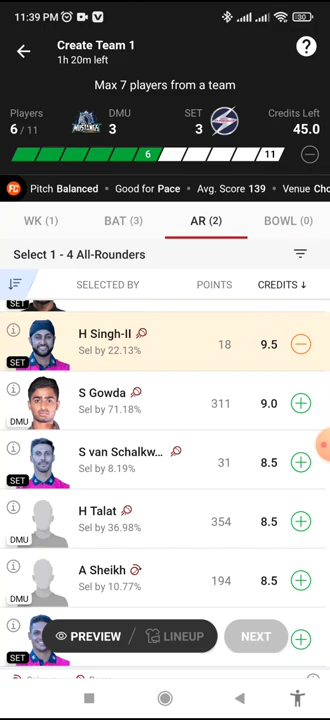 11:39 PM
30
Create Team 1
1h 20m left
?
Max 7 players from a team
Players
6 / 11
MUSTANGS
DMU
3
SET
3
Credits Left
45.0
6
11
FC Pitch Balanced • Good for Pace • Avg. Score 139 • Venue Cho
WK (1)
BAT (3)
AR (2)
BOWL (0)
Select 1 - 4 All-Rounders
SELECTED BY
POINTS
CREDITS ↓
SET
H Singh-II
Sel by 22.13%
18
9.5
SET
S Gowda
Sel by 71.18%
311
9.0
DMU
S van Schalkw...
Sel by 8.19%
31
8.5
SET
H Talat
Sel by 36.98%
354
8.5
DMU
A Sheikh
Sel by 10.77%
194
8.5
DMU
PREVIEW / LINEUP
NEXT
SET